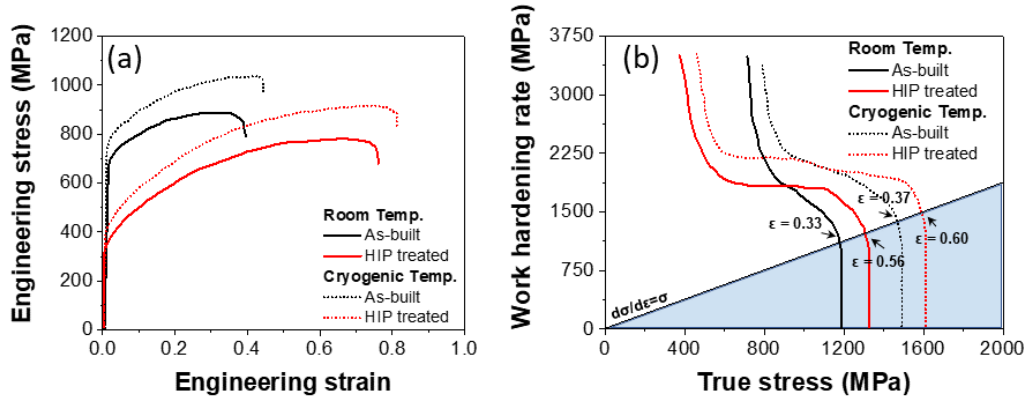 (a)
Engineering stress (MPa)
1200
1000
800
600
400
200
0
0.0 0.2 0.4 0.6 0.8 1.0
Engineering strain
Room Temp.
As-built
HIP treated
Cryogenic Temp.
As-built
HIP treated
(b)
Work hardening rate (MPa)
3750
3000
2250
1500
750
0
0 400 800 1200 1600 2000
True stress (MPa)
Room Temp.
As-built
HIP treated
Cryogenic Temp.
As-built
HIP treated
ε = 0.37
ε = 0.33
ε = 0.60
ε = 0.56
dσ/dε=σ